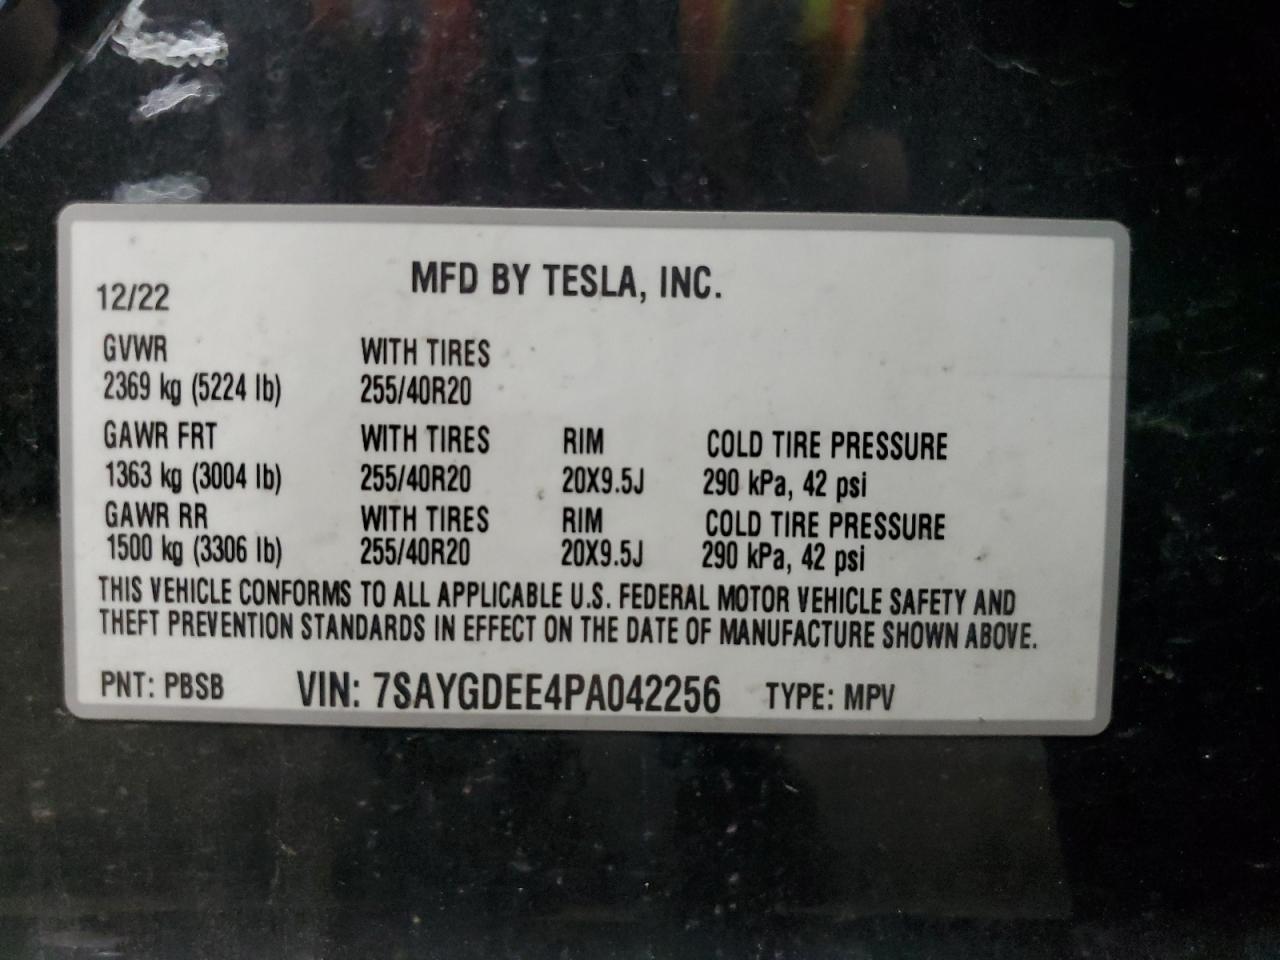 MFD BY TESLA, INC.
12/22
GVWR WITH TIRES
2369 kg (5224 lb) 255/40R20
GAWR FRT WITH TIRES RIM COLD TIRE PRESSURE
1363 kg (3004 lb) 255/40R20 20X9.5J 290 kPa, 42 psi
GAWR RR WITH TIRES RIM COLD TIRE PRESSURE
1500 kg (3306 lb) 255/40R20 20X9.5J 290 kPa, 42 psi
THIS VEHICLE CONFORMS TO ALL APPLICABLE U.S. FEDERAL MOTOR VEHICLE SAFETY AND
THEFT PREVENTION STANDARDS IN EFFECT ON THE DATE OF MANUFACTURE SHOWN ABOVE.
PNT: PBSB VIN: 7SAYGDEE4PA042256 TYPE: MPV